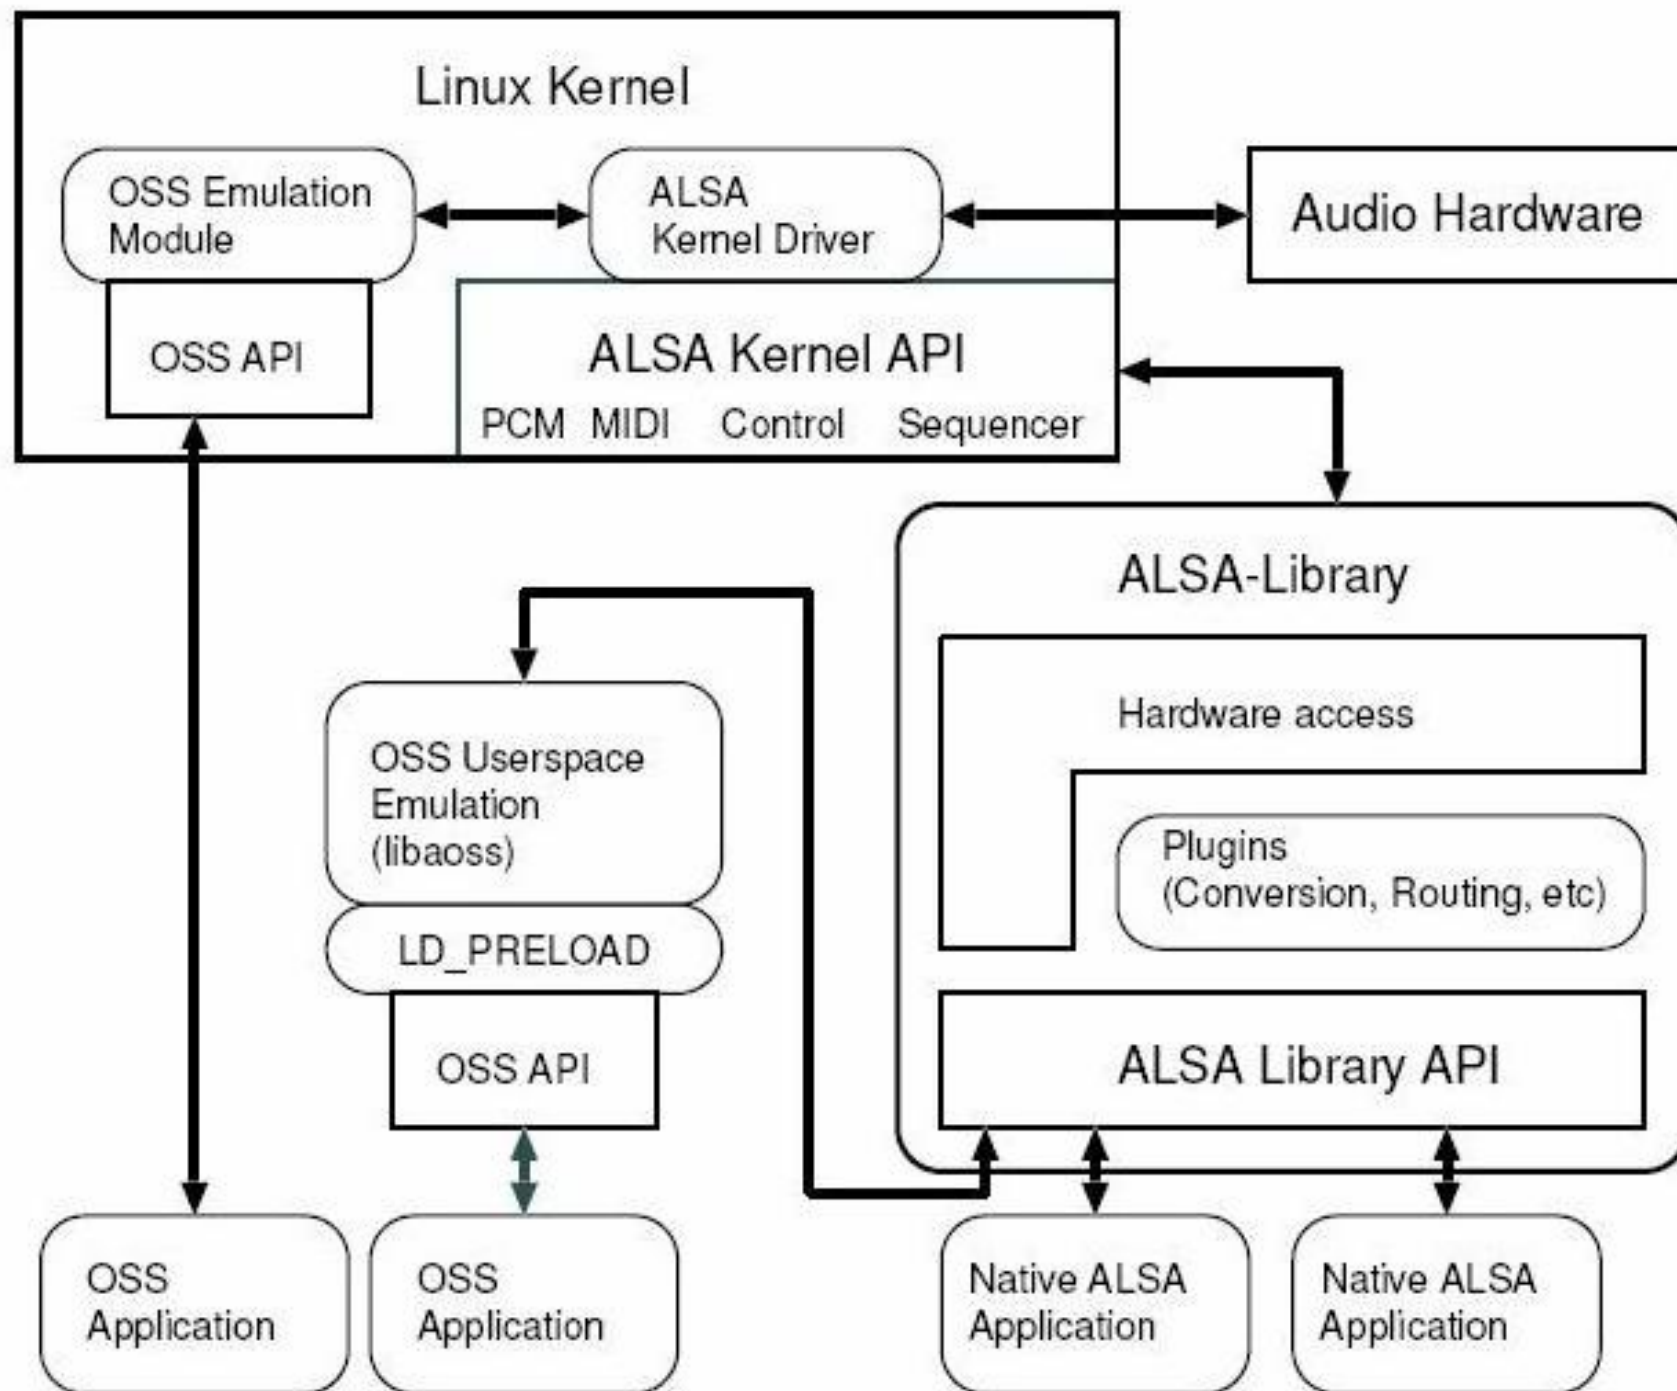 Linux Kernel
OSS Emulation
Module
ALSA
Kernel Driver
Audio Hardware
OSS API
ALSA Kernel API
PCM MIDI Control Sequencer
ALSA-Library
Hardware access
OSS Userspace
Emulation
(libaoss)
Plugins
(Conversion, Routing, etc)
LD_PRELOAD
OSS API
ALSA Library API
OSS
Application
OSS
Application
Native ALSA
Application
Native ALSA
Application